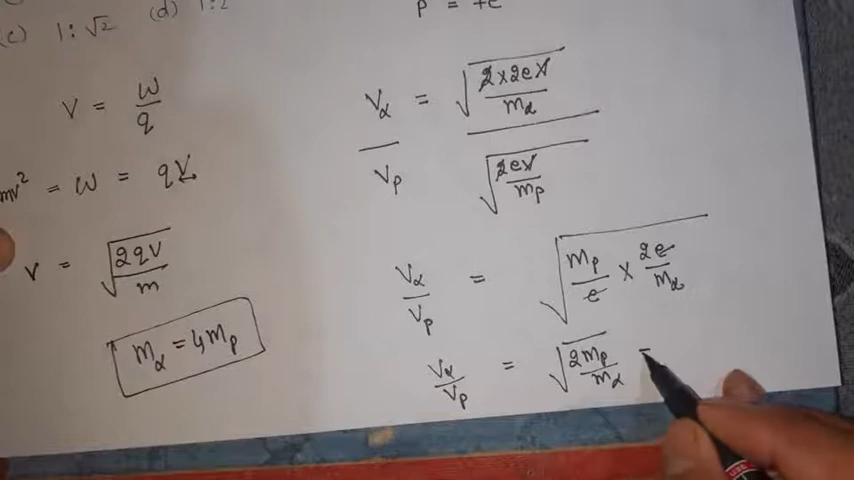 (c) 1:√2 (d) 1:2
P = +e
V = W/q
mv² = W = qV
v = √(2qV/m)
mα = 4mp
Vα/Vp = √(2×2eV/mα) / √(2eV/mp)
Vα/Vp = √(mp/e × 2e/mα)
Vα/Vp = √(2mp/mα) =